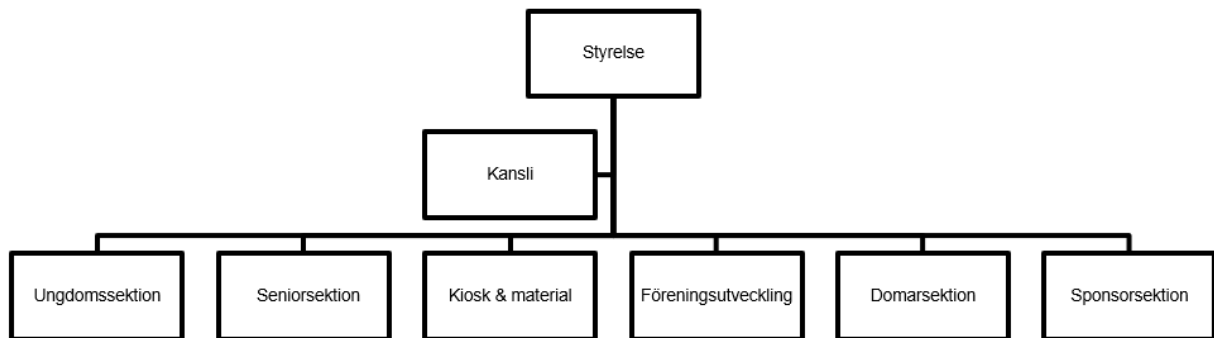 Styrelse
Kansli
Ungdomssektion
Seniorsektion
Kiosk & material
Föreningsutveckling
Domarsektion
Sponsorsektion